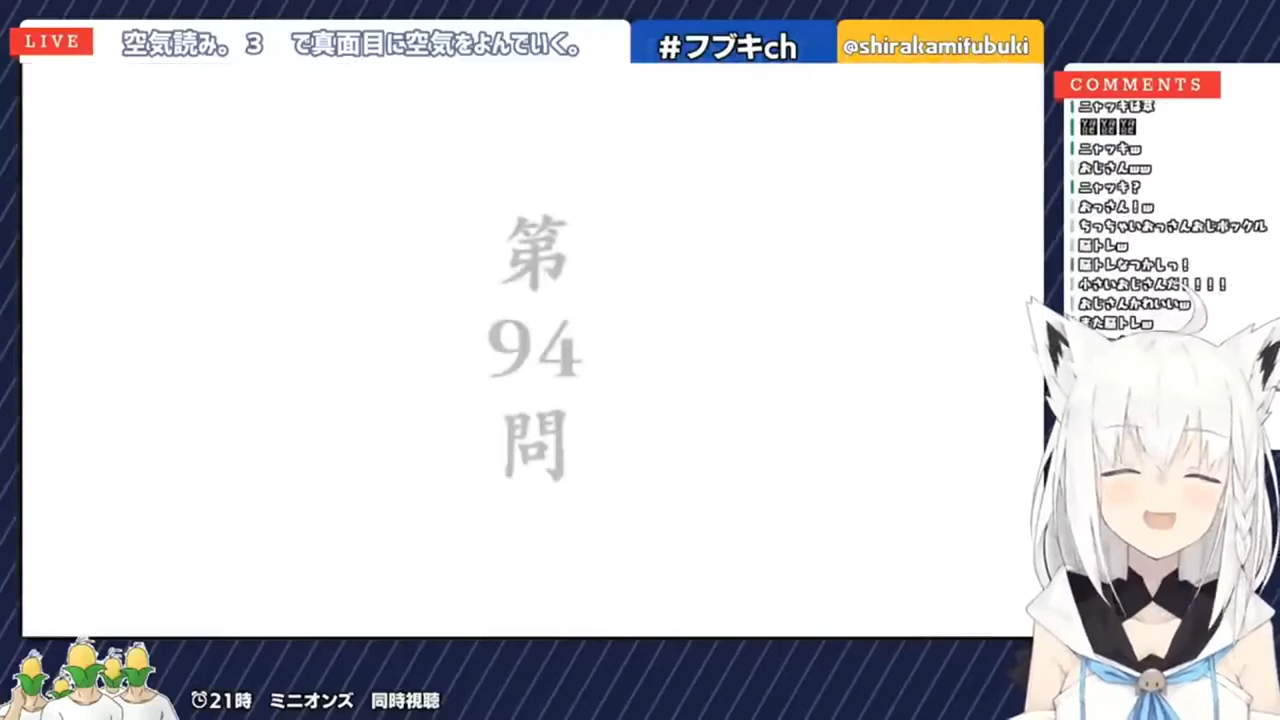 LIVE
空気読み。３　で真面目に空気をよんでいく。
#フブキch
@shirakamifubuki
COMMENTS
ニャッキは草
ニャッキw
おじさんww
ニャッキ？
おっさん！w
ちっちゃいおっさんおじポックル
脳トレw
脳トレなつかしっ！
小さいおじさんだ！！！！
おじさんかわいいw
また脳トレw
第
94
問
21時　ミニオンズ　同時視聴